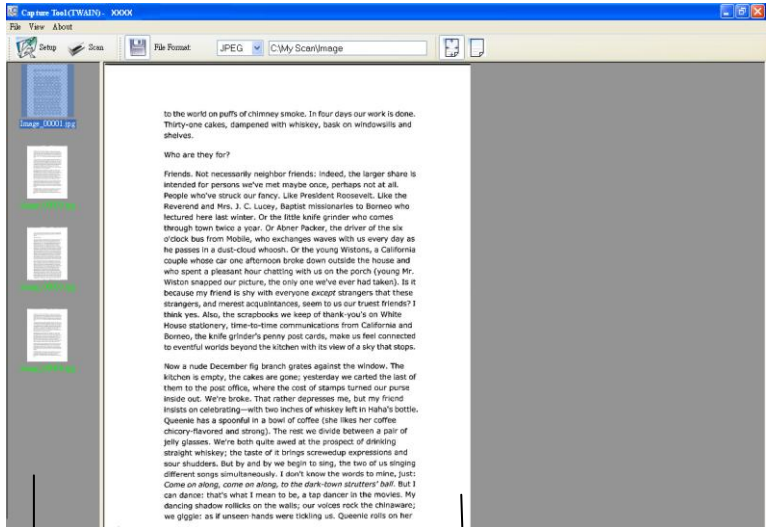 Capture Tool(TWAIN) - XXXX
File View About
Setup Scan File Format: JPEG C:\My Scan\Image
Image_00001.jpg
to the world on puffs of chimney smoke. In four days our work is done.
Thirty-one cakes, dampened with whiskey, bask on windowsills and
shelves.
Who are they for?
Friends. Not necessarily neighbor friends: indeed, the larger share is
intended for persons we've met maybe once, perhaps not at all.
People who've struck our fancy. Like President Roosevelt. Like the
Reverend and Mrs. J. C. Lucey, Baptist missionaries to Borneo who
lectured here last winter. Or the little knife grinder who comes
through town twice a year. Or Abner Packer, the driver of the six
o'clock bus from Mobile, who exchanges waves with us every day as
he passes in a dust-cloud whoosh. Or the young Wistons, a California
couple whose car one afternoon broke down outside the house and
who spent a pleasant hour chatting with us on the porch (young Mr.
Wiston snapped our picture, the only one we've ever had taken). Is it
because my friend is shy with everyone except strangers that these
strangers, and merest acquaintances, seem to us our truest friends? I
think yes. Also, the scrapbooks we keep of thank-you's on White
House stationery, time-to-time communications from California and
Borneo, the knife grinder's penny post cards, make us feel connected
to eventful worlds beyond the kitchen with its view of a sky that stops.
Now a nude December fig branch grates against the window. The
kitchen is empty, the cakes are gone; yesterday we carted the last of
them to the post office, where the cost of stamps turned our purse
inside out. We're broke. That rather depresses me, but my friend
insists on celebrating—with two inches of whiskey left in Haha's bottle.
Queenie has a spoonful in a bowl of coffee (she likes her coffee
chicory-flavored and strong). The rest we divide between a pair of
jelly glasses. We're both quite awed at the prospect of drinking
straight whiskey; the taste of it brings screwedup expressions and
sour shudders. But by and by we begin to sing, the two of us singing
different songs simultaneously. I don't know the words to mine, just:
Come on along, come on along, to the dark-town strutters' ball. But I
can dance: that's what I mean to be, a tap dancer in the movies. My
dancing shadow rollicks on the walls; our voices rock the chinaware;
we giggle: as if unseen hands were tickling us. Queenie rolls on her